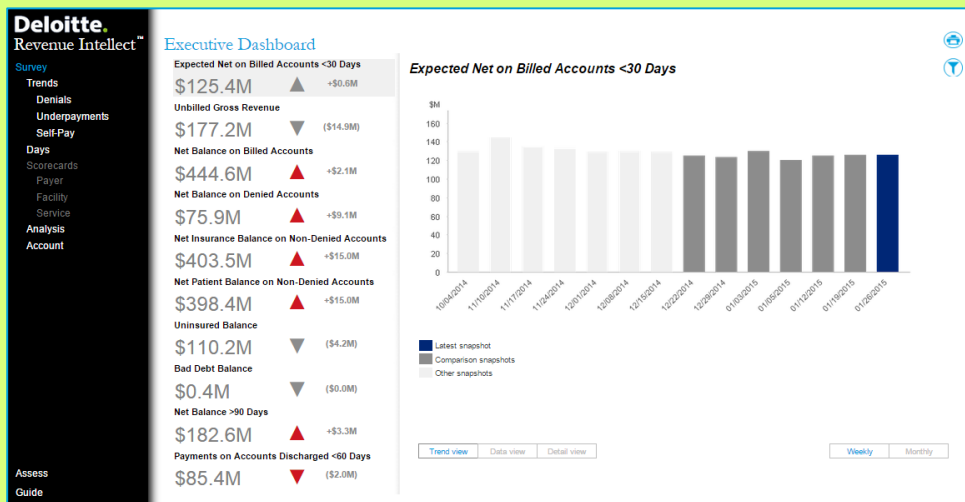 Deloitte.
Revenue Intellect™
Survey
Trends
Denials
Underpayments
Self-Pay
Days
Scorecards
Payer
Facility
Service
Analysis
Account
Assess
Guide
Executive Dashboard
Expected Net on Billed Accounts <30 Days
$125.4M +$0.6M
Unbilled Gross Revenue
$177.2M ($14.9M)
Net Balance on Billed Accounts
$444.6M +$2.1M
Net Balance on Denied Accounts
$75.9M +$9.1M
Net Insurance Balance on Non-Denied Accounts
$403.5M +$15.0M
Net Patient Balance on Non-Denied Accounts
$398.4M +$15.0M
Uninsured Balance
$110.2M ($4.2M)
Bad Debt Balance
$0.4M ($0.0M)
Net Balance >90 Days
$182.6M +$3.3M
Payments on Accounts Discharged <60 Days
$85.4M ($2.0M)
Expected Net on Billed Accounts <30 Days
$M
160
140
120
100
80
60
40
20
0
10/04/2014 11/10/2014 11/17/2014 11/24/2014 12/01/2014 12/08/2014 12/15/2014 12/22/2014 12/29/2014 01/03/2015 01/05/2015 01/12/2015 01/19/2015 01/26/2015
Latest snapshot
Comparison snapshots
Other snapshots
Trend view Data view Detail view
Weekly Monthly